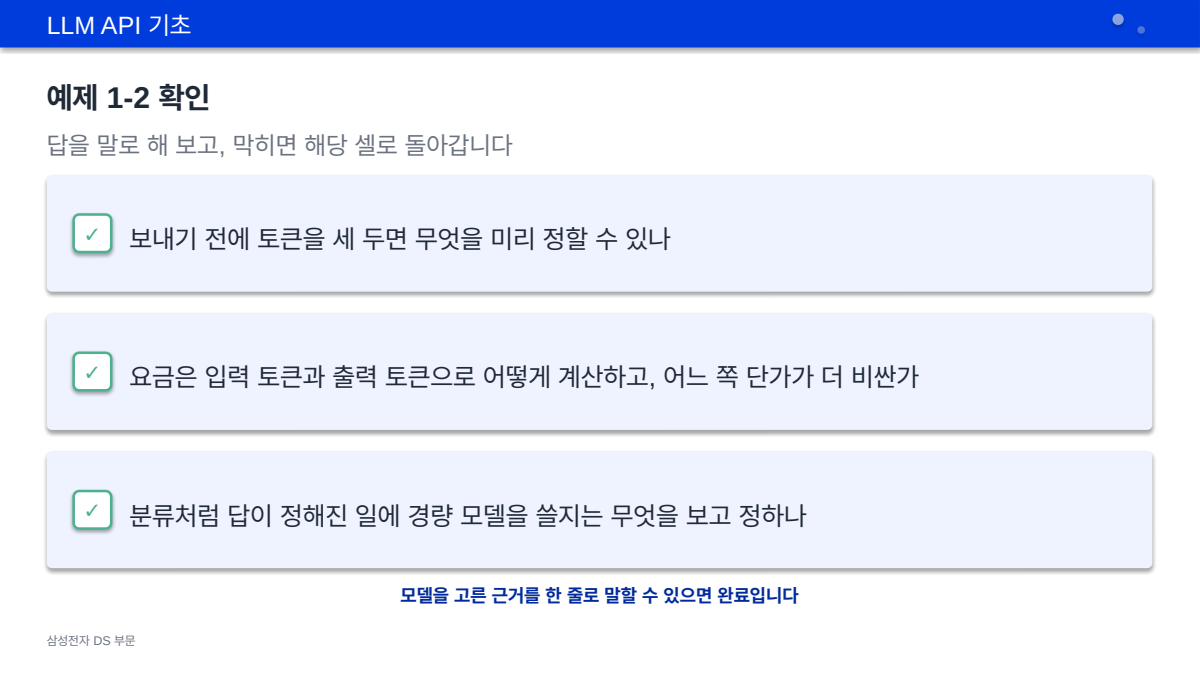 LLM API 기초
예제 1-2 확인
답을 말로 해 보고, 막히면 해당 셀로 돌아갑니다
✓ 보내기 전에 토큰을 세 두면 무엇을 미리 정할 수 있나
✓ 요금은 입력 토큰과 출력 토큰으로 어떻게 계산하고, 어느 쪽 단가가 더 비싼가
✓ 분류처럼 답이 정해진 일에 경량 모델을 쓸지는 무엇을 보고 정하나
모델을 고른 근거를 한 줄로 말할 수 있으면 완료입니다
삼성전자 DS 부문